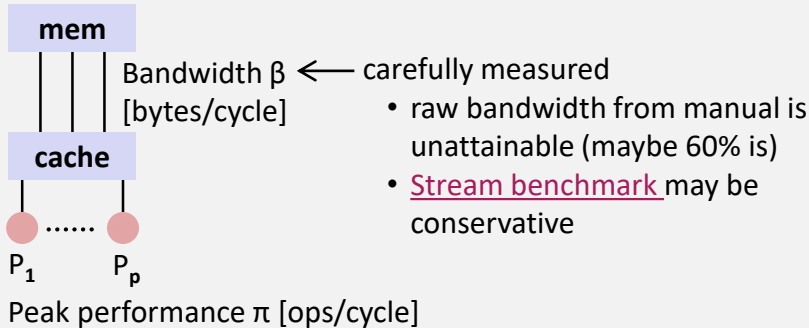 mem
Bandwidth β
[bytes/cycle]
carefully measured
• raw bandwidth from manual is
unattainable (maybe 60% is)
• Stream benchmark may be
conservative
cache
......
P1 Pp
Peak performance π [ops/cycle]